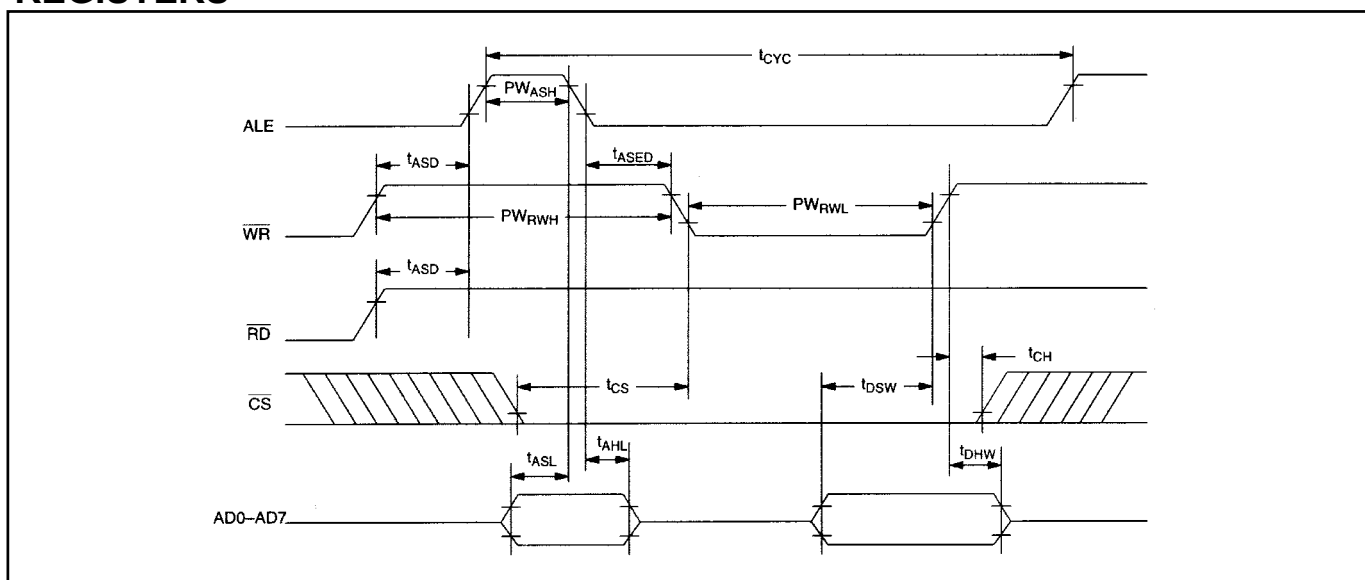 REGISTERS
tCYC
PWASH
ALE
tASD
tASED
PWRWH
PWRWL
WR
tASD
RD
tCH
tCS
tDSW
CS
tAHL
tASL
tDHW
AD0–AD7